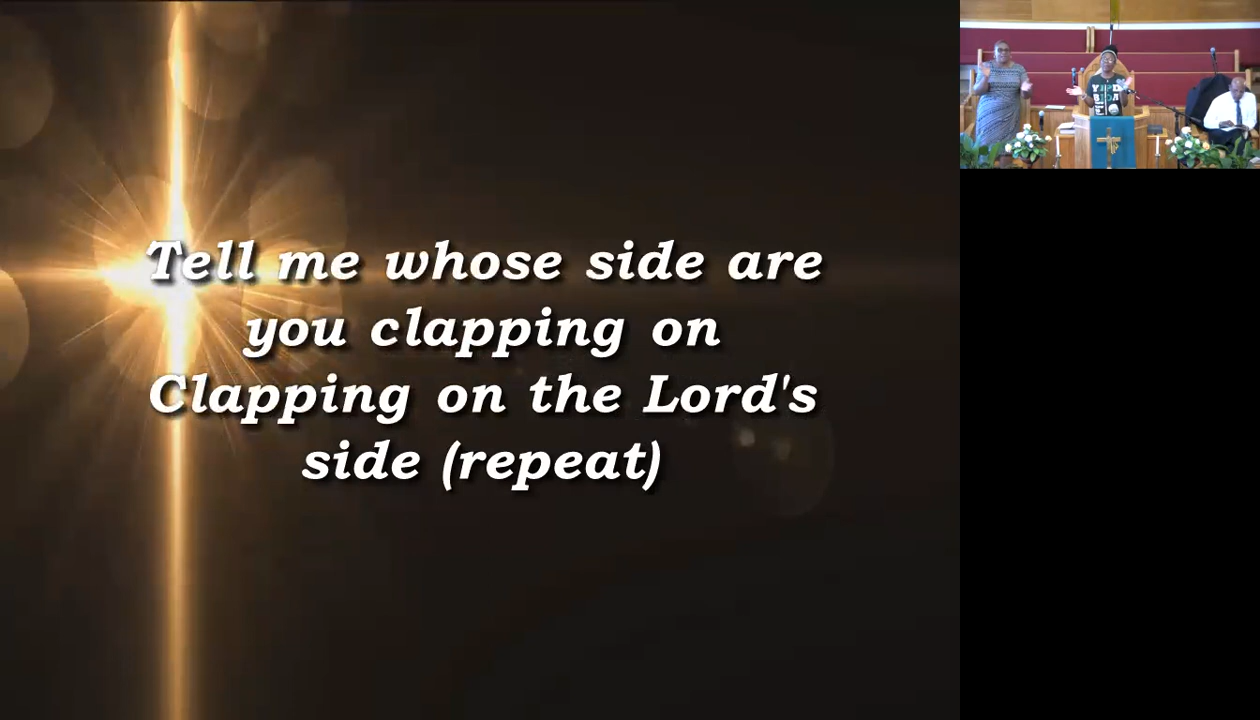 Tell me whose side are
you clapping on
Clapping on the Lord's
side (repeat)